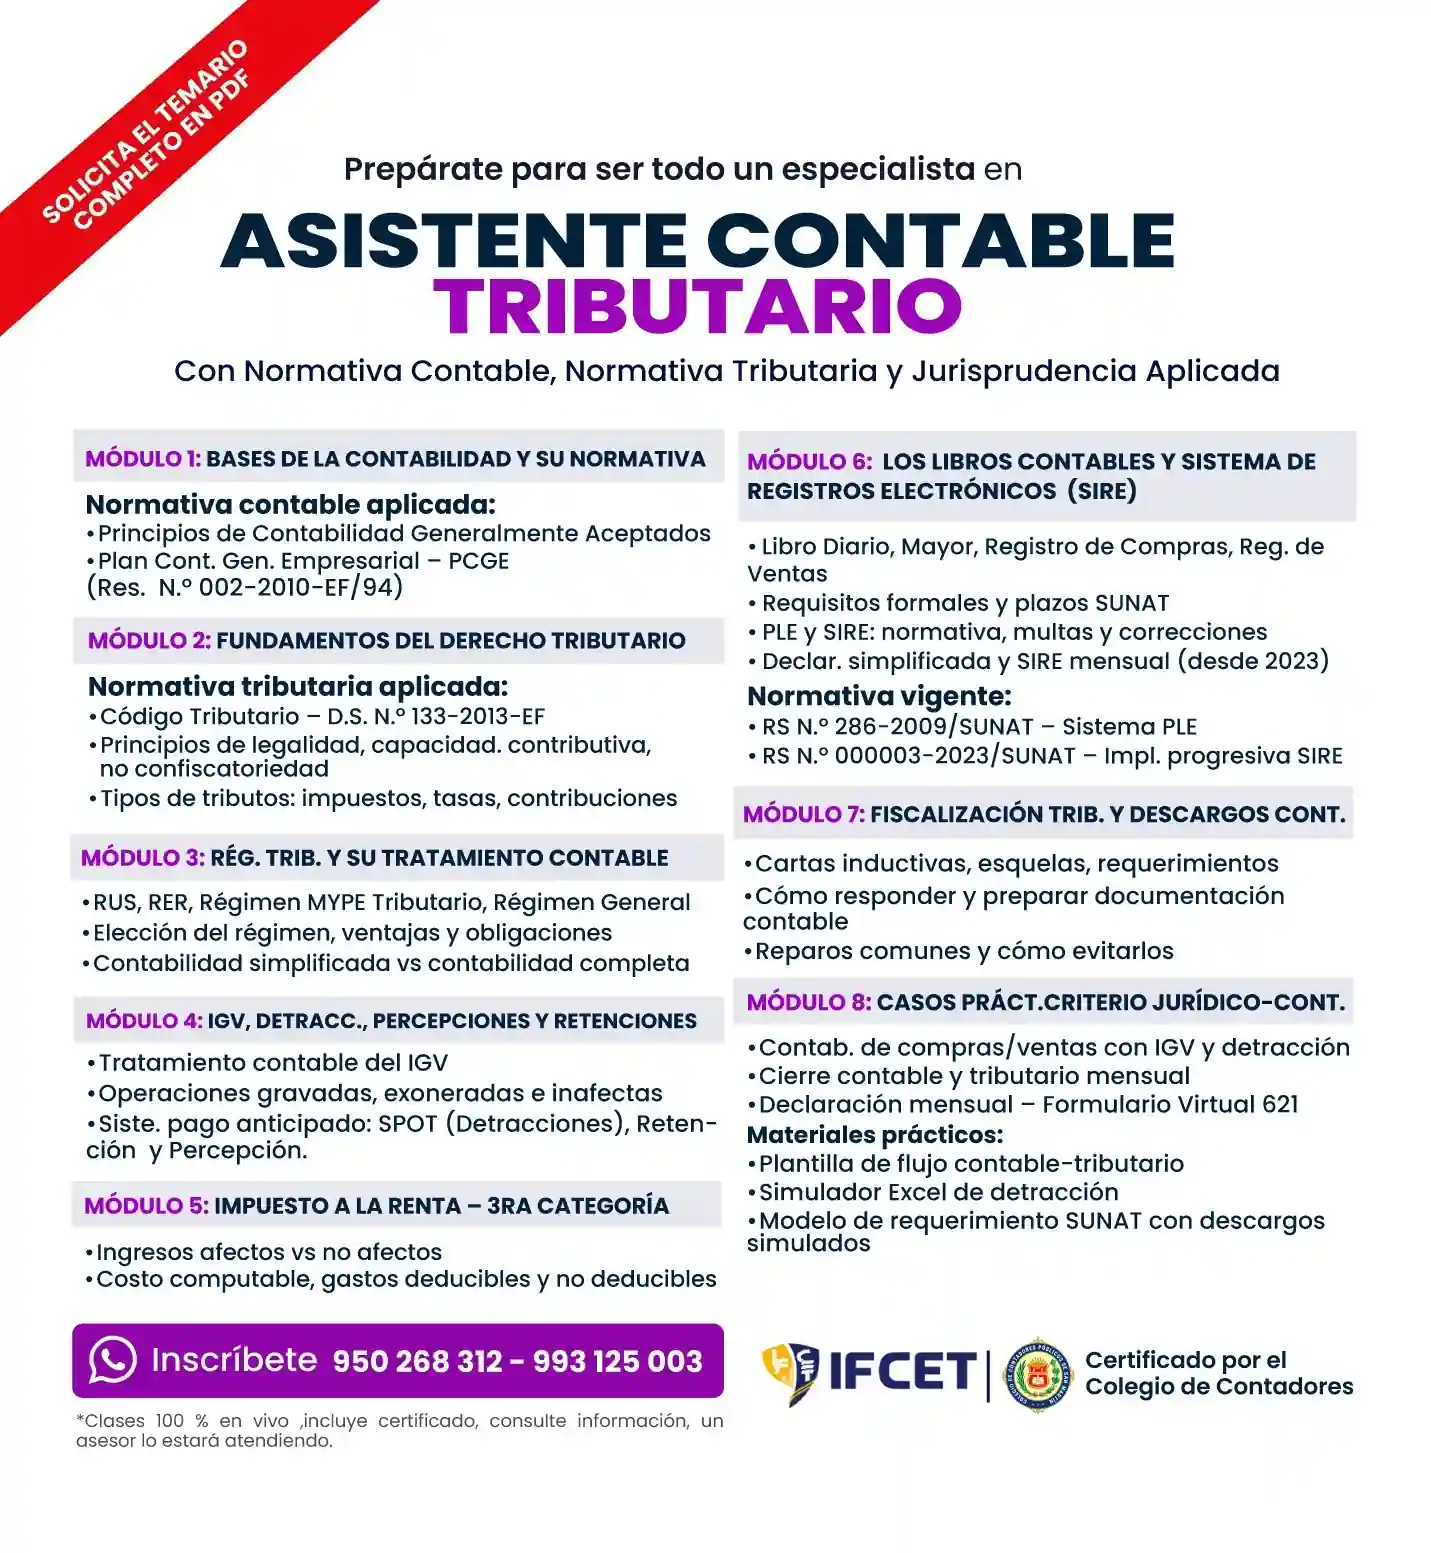 SOLICITA EL TEMARIO
COMPLETO EN PDF
Prepárate para ser todo un especialista en
ASISTENTE CONTABLE
TRIBUTARIO
Con Normativa Contable, Normativa Tributaria y Jurisprudencia Aplicada
MÓDULO 1: BASES DE LA CONTABILIDAD Y SU NORMATIVA
Normativa contable aplicada:
•Principios de Contabilidad Generalmente Aceptados
•Plan Cont. Gen. Empresarial – PCGE
(Res. N.º 002-2010-EF/94)
MÓDULO 2: FUNDAMENTOS DEL DERECHO TRIBUTARIO
Normativa tributaria aplicada:
•Código Tributario – D.S. N.º 133-2013-EF
•Principios de legalidad, capacidad. contributiva,
no confiscatoriedad
•Tipos de tributos: impuestos, tasas, contribuciones
MÓDULO 3: RÉG. TRIB. Y SU TRATAMIENTO CONTABLE
•RUS, RER, Régimen MYPE Tributario, Régimen General
•Elección del régimen, ventajas y obligaciones
•Contabilidad simplificada vs contabilidad completa
MÓDULO 4: IGV, DETRACC., PERCEPCIONES Y RETENCIONES
•Tratamiento contable del IGV
•Operaciones gravadas, exoneradas e inafectas
•Siste. pago anticipado: SPOT (Detracciones), Reten-
ción y Percepción.
MÓDULO 5: IMPUESTO A LA RENTA – 3RA CATEGORÍA
•Ingresos afectos vs no afectos
•Costo computable, gastos deducibles y no deducibles
MÓDULO 6: LOS LIBROS CONTABLES Y SISTEMA DE
REGISTROS ELECTRÓNICOS (SIRE)
• Libro Diario, Mayor, Registro de Compras, Reg. de
Ventas
• Requisitos formales y plazos SUNAT
• PLE y SIRE: normativa, multas y correcciones
• Declar. simplificada y SIRE mensual (desde 2023)
Normativa vigente:
• RS N.º 286-2009/SUNAT – Sistema PLE
• RS N.º 000003-2023/SUNAT – Impl. progresiva SIRE
MÓDULO 7: FISCALIZACIÓN TRIB. Y DESCARGOS CONT.
•Cartas inductivas, esquelas, requerimientos
•Cómo responder y preparar documentación
contable
•Reparos comunes y cómo evitarlos
MÓDULO 8: CASOS PRÁCT.CRITERIO JURÍDICO-CONT.
•Contab. de compras/ventas con IGV y detracción
•Cierre contable y tributario mensual
•Declaración mensual – Formulario Virtual 621
Materiales prácticos:
•Plantilla de flujo contable-tributario
•Simulador Excel de detracción
•Modelo de requerimiento SUNAT con descargos
simulados
Inscríbete 950 268 312 - 993 125 003
*Clases 100 % en vivo ,incluye certificado, consulte información, un
asesor lo estará atendiendo.
IFCET
Certificado por el
Colegio de Contadores